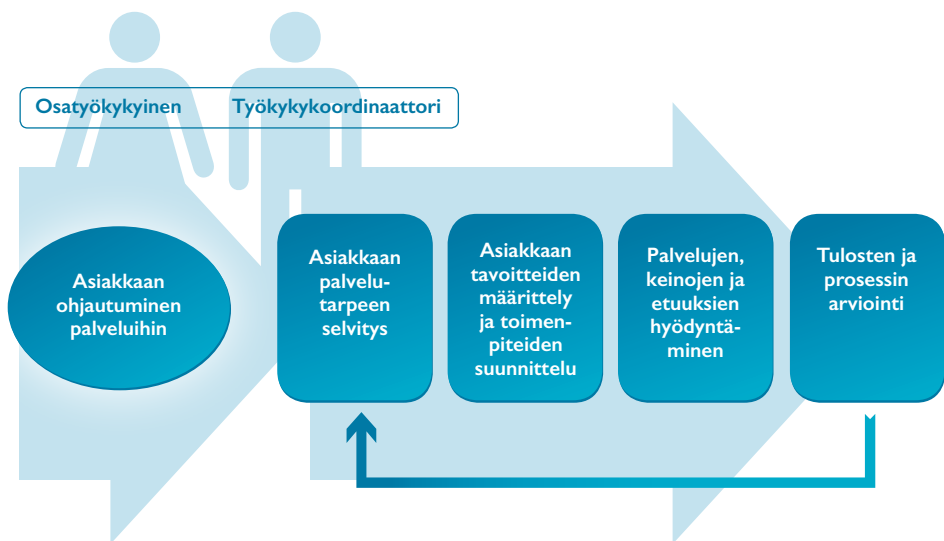 Osatyökykyinen
Työkykykoordinaattori
Asiakkaan
ohjautuminen
palveluihin
Asiakkaan
palvelu-
tarpeen
selvitys
Asiakkaan
tavoitteiden
määrittely
ja toimen-
piteiden
suunnittelu
Palvelujen,
keinojen ja
etuuksien
hyödyntä-
minen
Tulosten ja
prosessin
arviointi